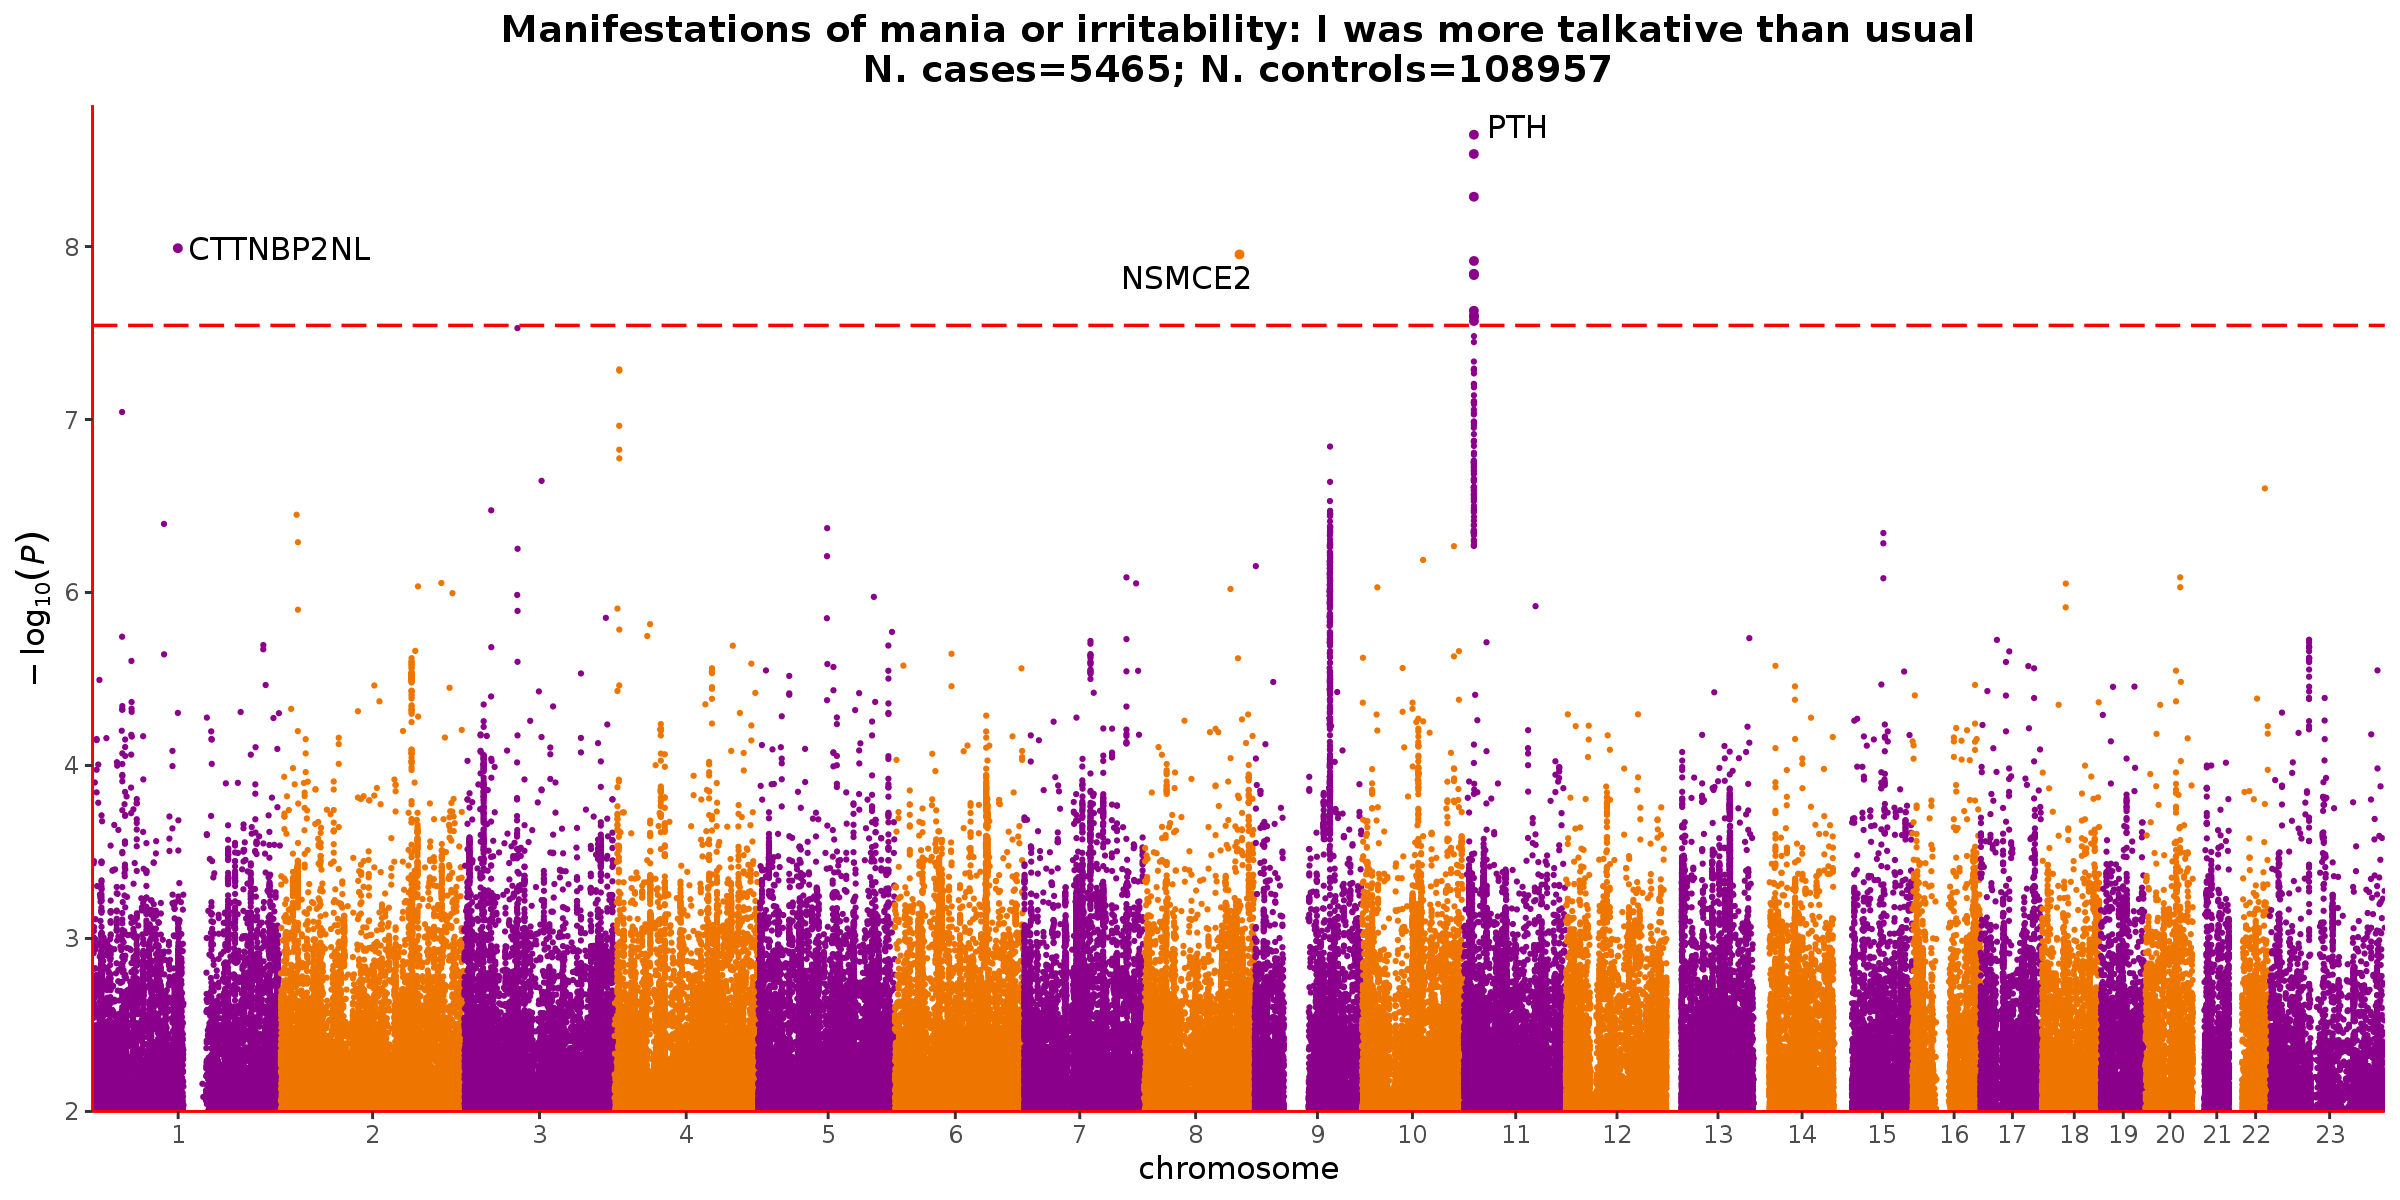 Manifestations of mania or irritability: I was more talkative than usual
N. cases=5465; N. controls=108957
PTH
CTTNBP2NL
NSMCE2
8
7
6
4
3
2
−log10(P)
1 2 3 4 5 6 7 8 9 10 11 12 13 14 15 16 17 18 19 20 21 22 23
chromosome